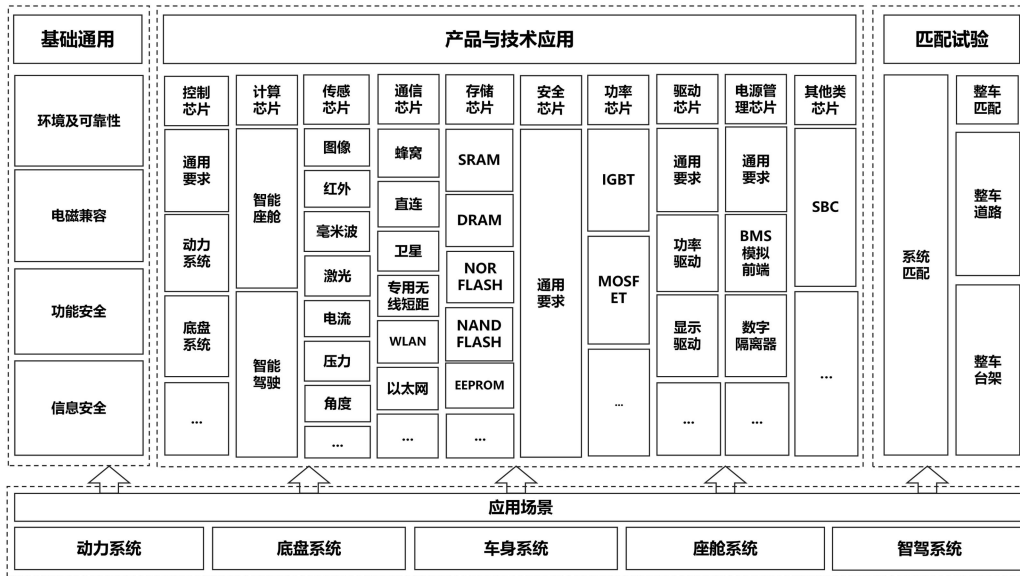 基础通用
环境及可靠性
电磁兼容
功能安全
信息安全
产品与技术应用
控制
芯片
通用
要求
动力
系统
底盘
系统
...
计算
芯片
智能
座舱
智能
驾驶
传感
芯片
图像
红外
毫米波
激光
电流
压力
角度
...
通信
芯片
蜂窝
直连
卫星
专用无
线短距
WLAN
以太网
...
存储
芯片
SRAM
DRAM
NOR
FLASH
NAND
FLASH
EEPROM
...
安全
芯片
通用
要求
功率
芯片
IGBT
MOSF
ET
...
驱动
芯片
通用
要求
功率
驱动
显示
驱动
...
电源管
理芯片
通用
要求
BMS
模拟
前端
数字
隔离器
...
其他类
芯片
SBC
...
匹配试验
系统
匹配
整车
匹配
整车
道路
整车
台架
应用场景
动力系统
底盘系统
车身系统
座舱系统
智驾系统